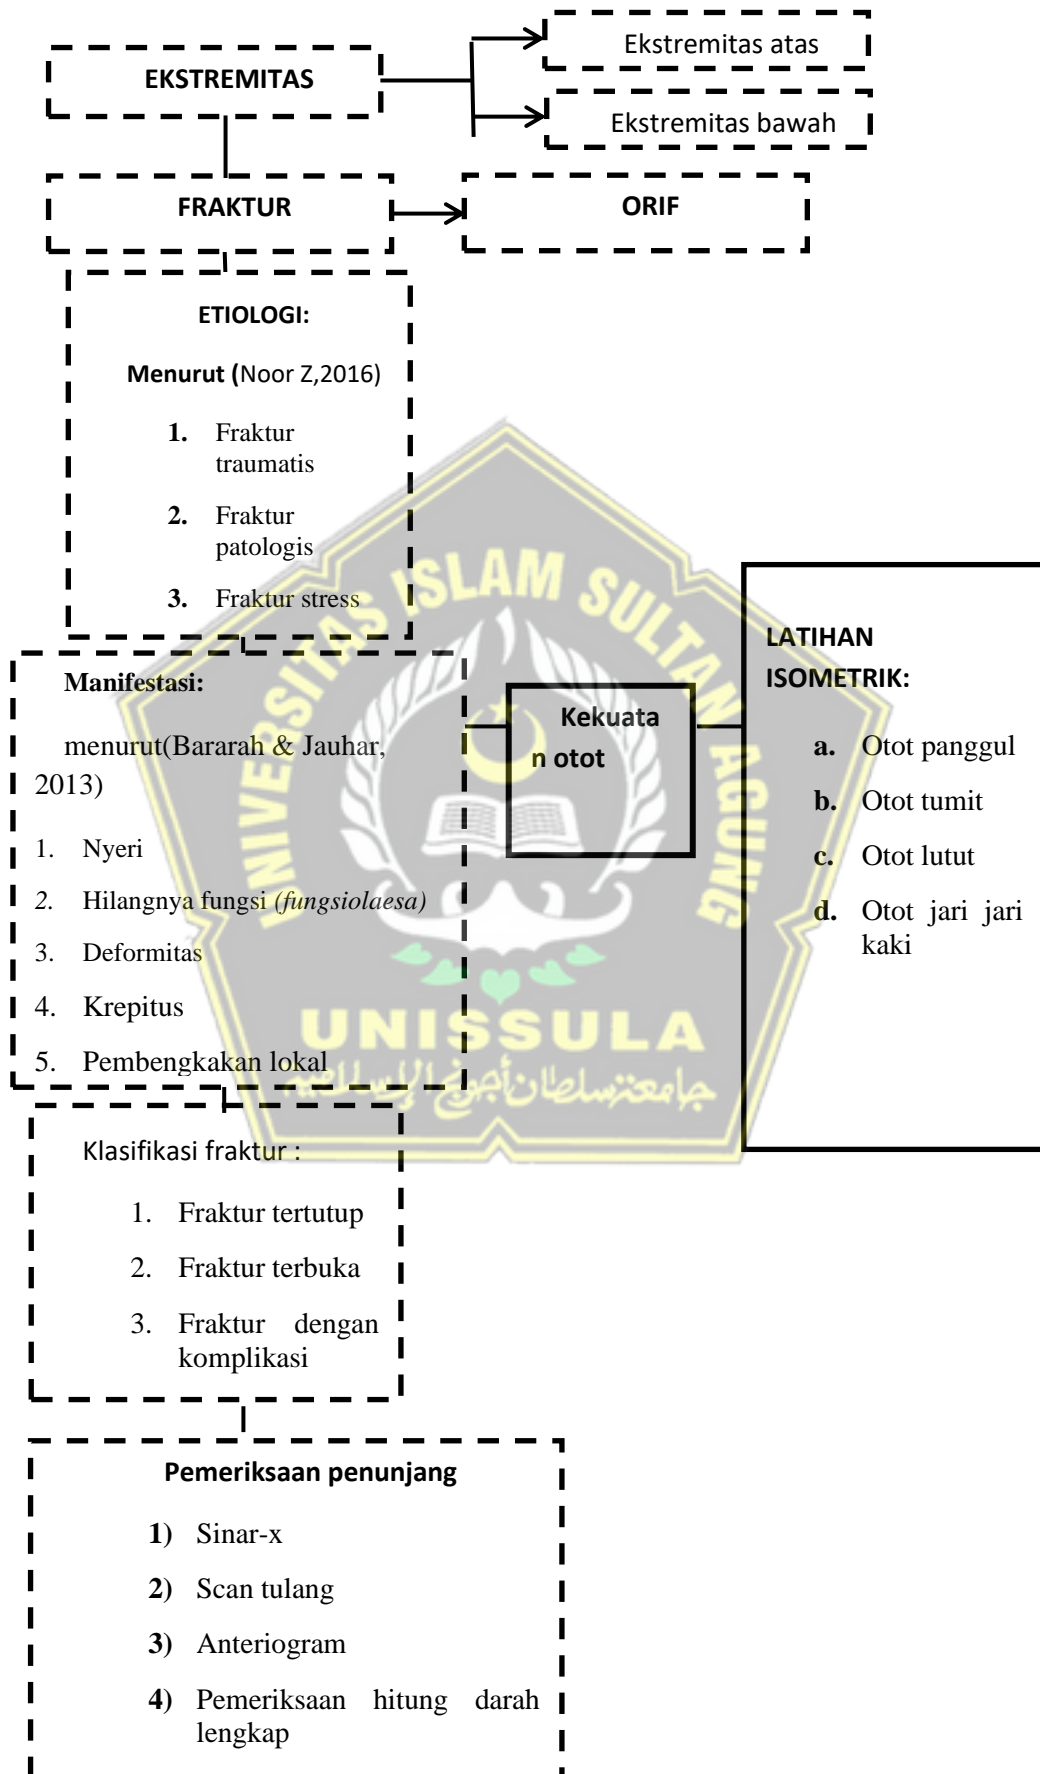 Ekstremitas atas
EKSTREMITAS
Ekstremitas bawah
FRAKTUR
ORIF
ETIOLOGI:
Menurut (Noor Z,2016)
1. Fraktur
traumatis
2. Fraktur
patologis
3. Fraktur stress
Manifestasi:
menurut(Bararah & Jauhar,
2013)
1. Nyeri
2. Hilangnya fungsi (fungsiolaesa)
3. Deformitas
4. Krepitus
5. Pembengkakan lokal
Kekuata
n otot
LATIHAN
ISOMETRIK:
a. Otot panggul
b. Otot tumit
c. Otot lutut
d. Otot jari jari
kaki
Klasifikasi fraktur :
1. Fraktur tertutup
2. Fraktur terbuka
3. Fraktur dengan
komplikasi
Pemeriksaan penunjang
1) Sinar-x
2) Scan tulang
3) Anteriogram
4) Pemeriksaan hitung darah
lengkap
UNIVERSITAS ISLAM SULTAN AGUNG
UNISSULA